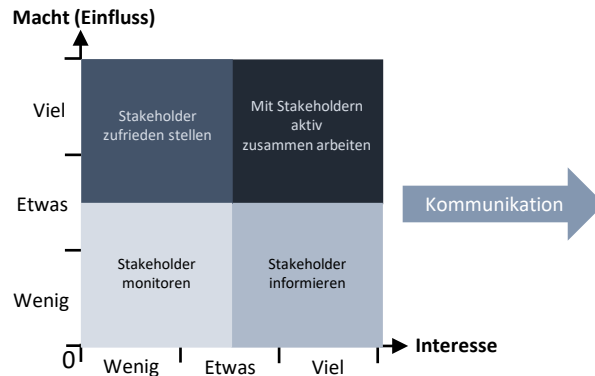 Macht (Einfluss)
Viel
Etwas
Wenig
Stakeholder
zufrieden stellen
Mit Stakeholdern
aktiv
zusammen arbeiten
Stakeholder
monitoren
Stakeholder
informieren
Kommunikation
0
Wenig
Etwas
Viel
Interesse